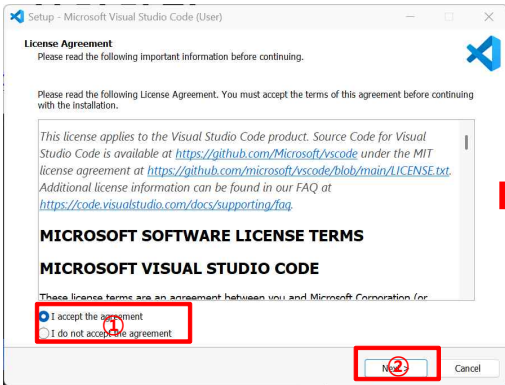 Setup - Microsoft Visual Studio Code (User)
License Agreement
Please read the following important information before continuing.
Please read the following License Agreement. You must accept the terms of this agreement before continuing
with the installation.
This license applies to the Visual Studio Code product. Source Code for Visual
Studio Code is available at https://github.com/Microsoft/vscode under the MIT
license agreement at https://github.com/microsoft/vscode/blob/main/LICENSE.txt.
Additional license information can be found in our FAQ at
https://code.visualstudio.com/docs/supporting/faq.
MICROSOFT SOFTWARE LICENSE TERMS
MICROSOFT VISUAL STUDIO CODE
These license terms are an agreement between you and Microsoft Corporation (or
I accept the agreement
①
I do not accept the agreement
Next >
②
Cancel